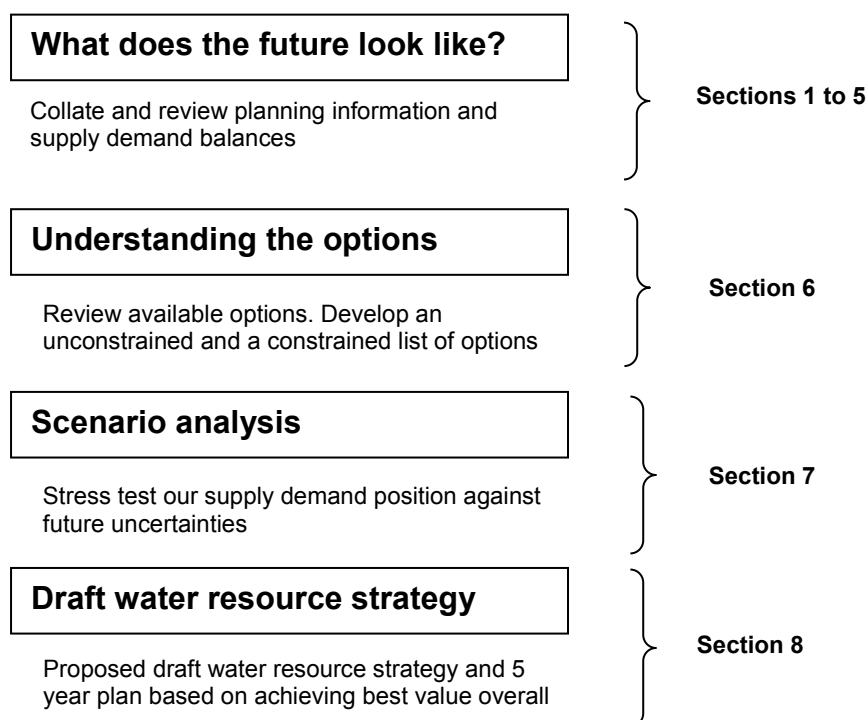 What does the future look like?
Collate and review planning information and
supply demand balances
Sections 1 to 5
Understanding the options
Review available options. Develop an
unconstrained and a constrained list of options
Section 6
Scenario analysis
Stress test our supply demand position against
future uncertainties
Section 7
Draft water resource strategy
Proposed draft water resource strategy and 5
year plan based on achieving best value overall
Section 8